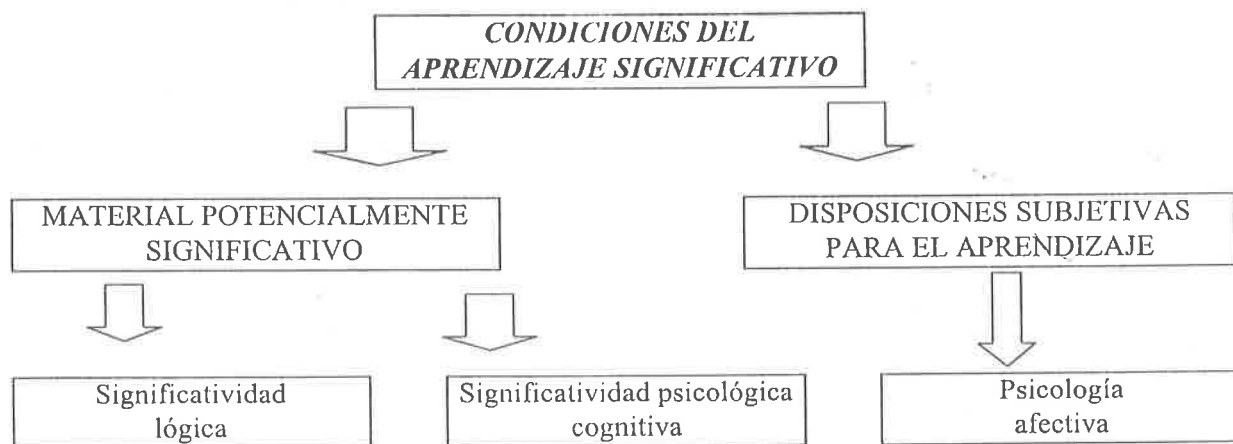 CONDICIONES DEL
APRENDIZAJE SIGNIFICATIVO
MATERIAL POTENCIALMENTE
SIGNIFICATIVO
DISPOSICIONES SUBJETIVAS
PARA EL APRENDIZAJE
Significatividad
lógica
Significatividad psicológica
cognitiva
Psicología
afectiva